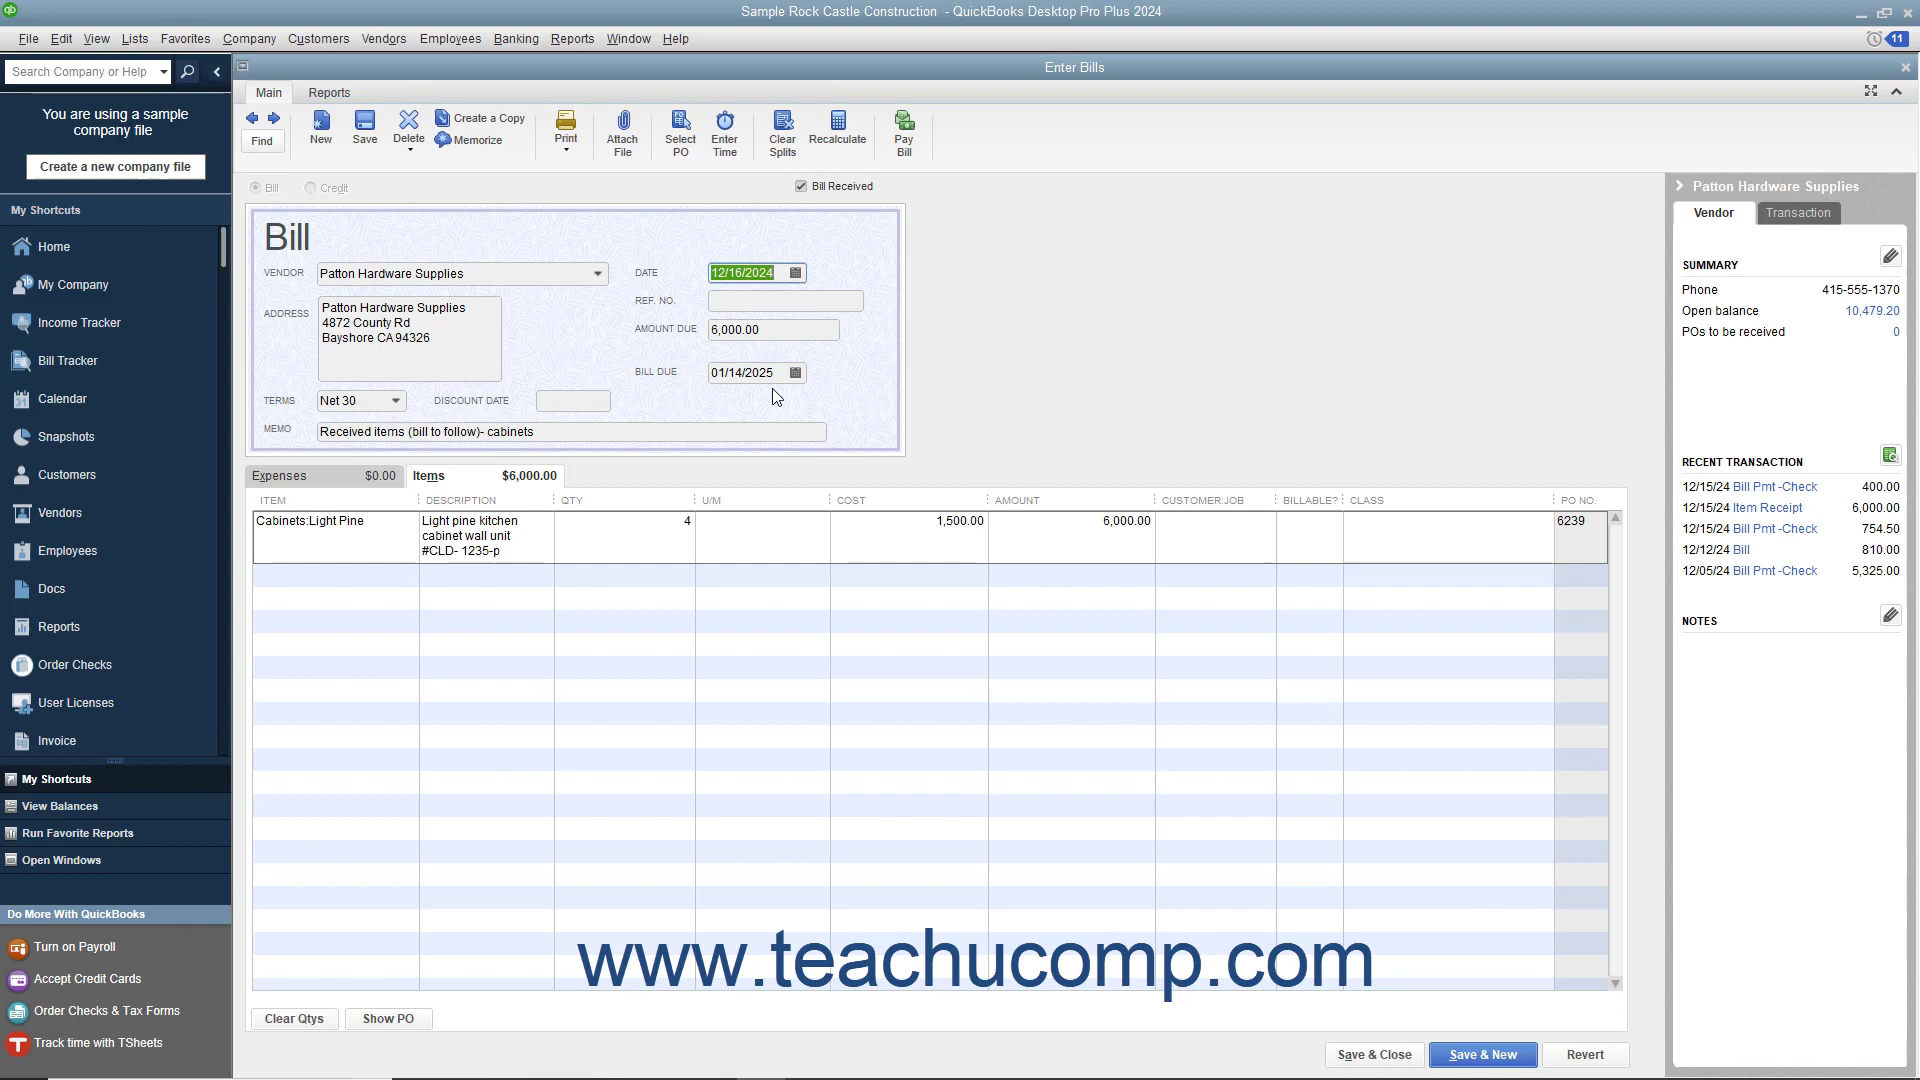 Sample Rock Castle Construction - QuickBooks Desktop Pro Plus 2024
File Edit View Lists Favorites Company Customers Vendors Employees Banking Reports Window Help
11
Search Company or Help
Enter Bills
You are using a sample
company file
Create a new company file
My Shortcuts
Home
My Company
Income Tracker
Bill Tracker
Calendar
Snapshots
Customers
Vendors
Employees
Docs
Reports
Order Checks
User Licenses
Invoice
My Shortcuts
View Balances
Run Favorite Reports
Open Windows
Do More With QuickBooks
Turn on Payroll
Accept Credit Cards
Order Checks & Tax Forms
Track time with TSheets
Main Reports
Find
New
Save
Delete
Create a Copy
Memorize
Print
Attach
File
Select
PO
Enter
Time
Clear
Splits
Recalculate
Pay
Bill
Bill Credit Bill Received
Bill
VENDOR Patton Hardware Supplies
DATE 12/16/2024
REF. NO.
ADDRESS
Patton Hardware Supplies
4872 County Rd
Bayshore CA 94326
AMOUNT DUE 6,000.00
BILL DUE 01/14/2025
TERMS Net 30 DISCOUNT DATE
MEMO Received items (bill to follow)- cabinets
Expenses $0.00 Items $6,000.00
ITEM DESCRIPTION QTY U/M COST AMOUNT CUSTOMER:JOB BILLABLE? CLASS PO NO.
Cabinets:Light Pine Light pine kitchen 4 1,500.00 6,000.00 6239
cabinet wall unit
#CLD- 1235-p
www.teachucomp.com
Clear Qtys Show PO
Save & Close Save & New Revert
Patton Hardware Supplies
Vendor Transaction
SUMMARY
Phone 415-555-1370
Open balance 10,479.20
POs to be received 0
RECENT TRANSACTION
12/15/24 Bill Pmt -Check 400.00
12/15/24 Item Receipt 6,000.00
12/15/24 Bill Pmt -Check 754.50
12/12/24 Bill 810.00
12/05/24 Bill Pmt -Check 5,325.00
NOTES